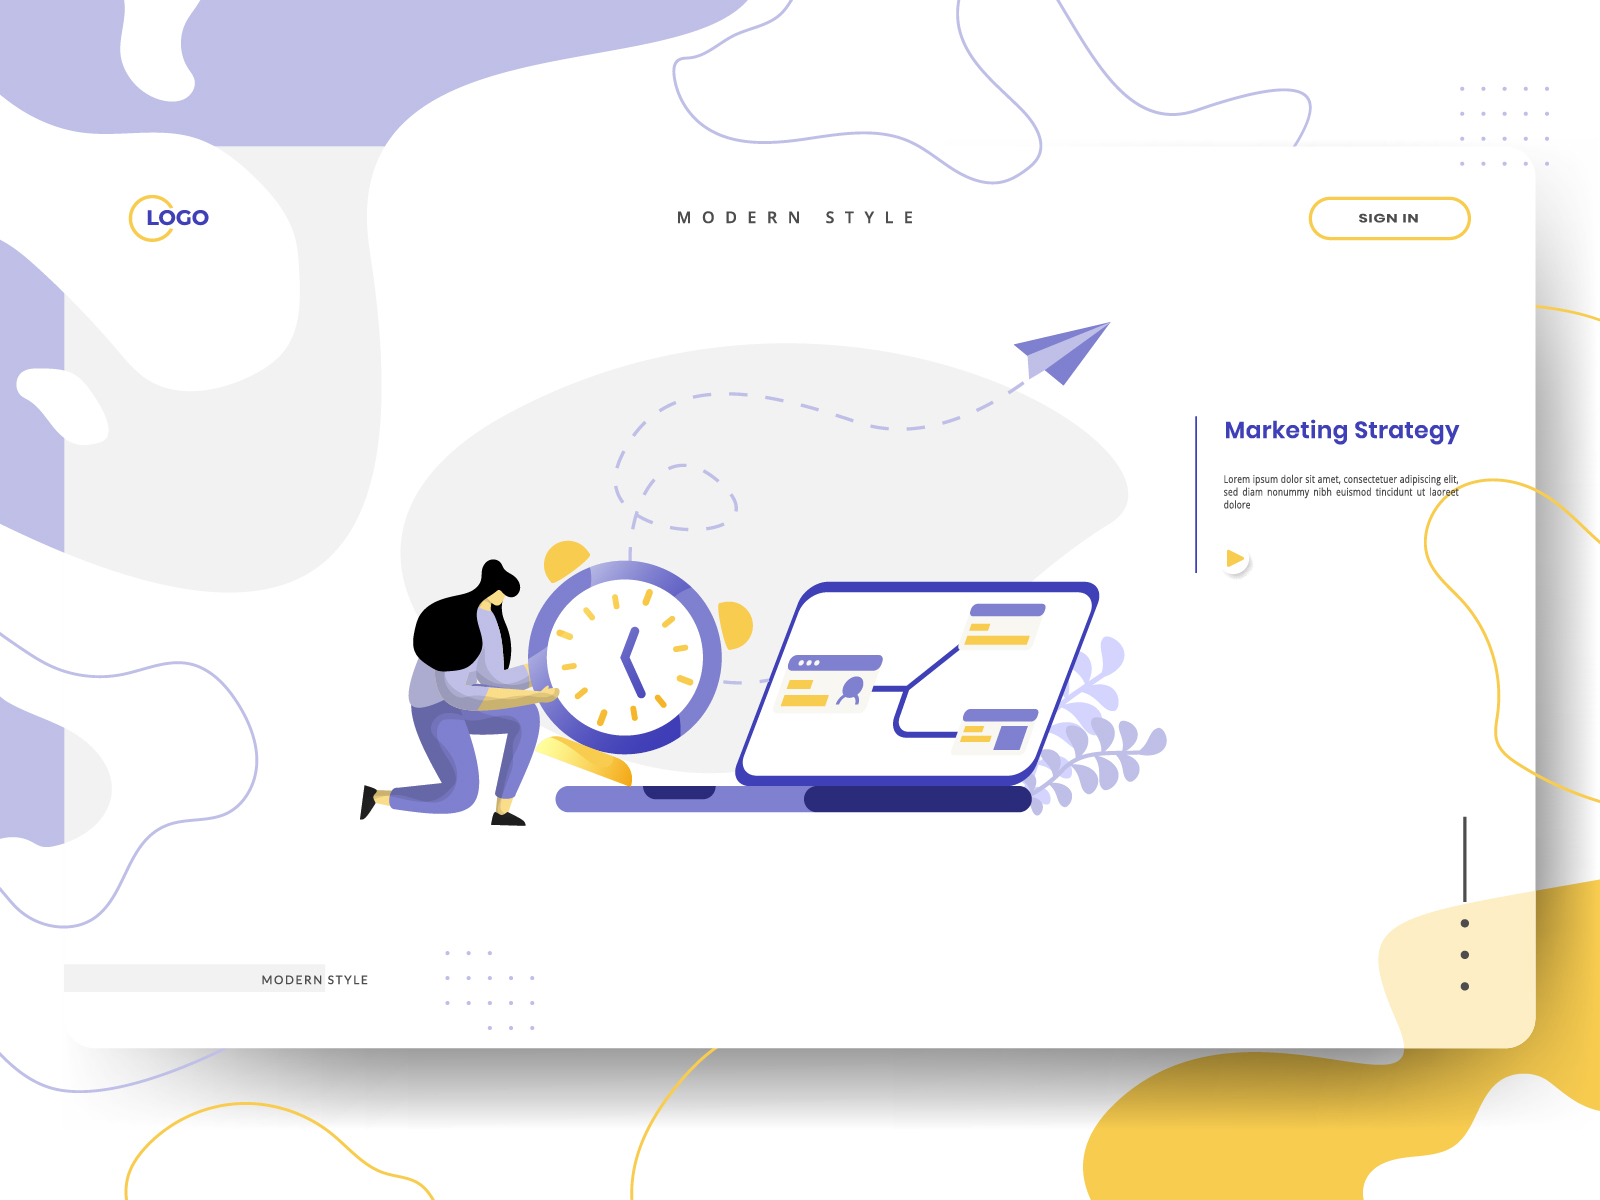 LOGO
MODERN STYLE
SIGN IN
Marketing Strategy
Lorem ipsum dolor sit amet, consectetuer adipiscing elit,
sed diam nonummy nibh euismod tincidunt ut laoreet
dolore
MODERN STYLE